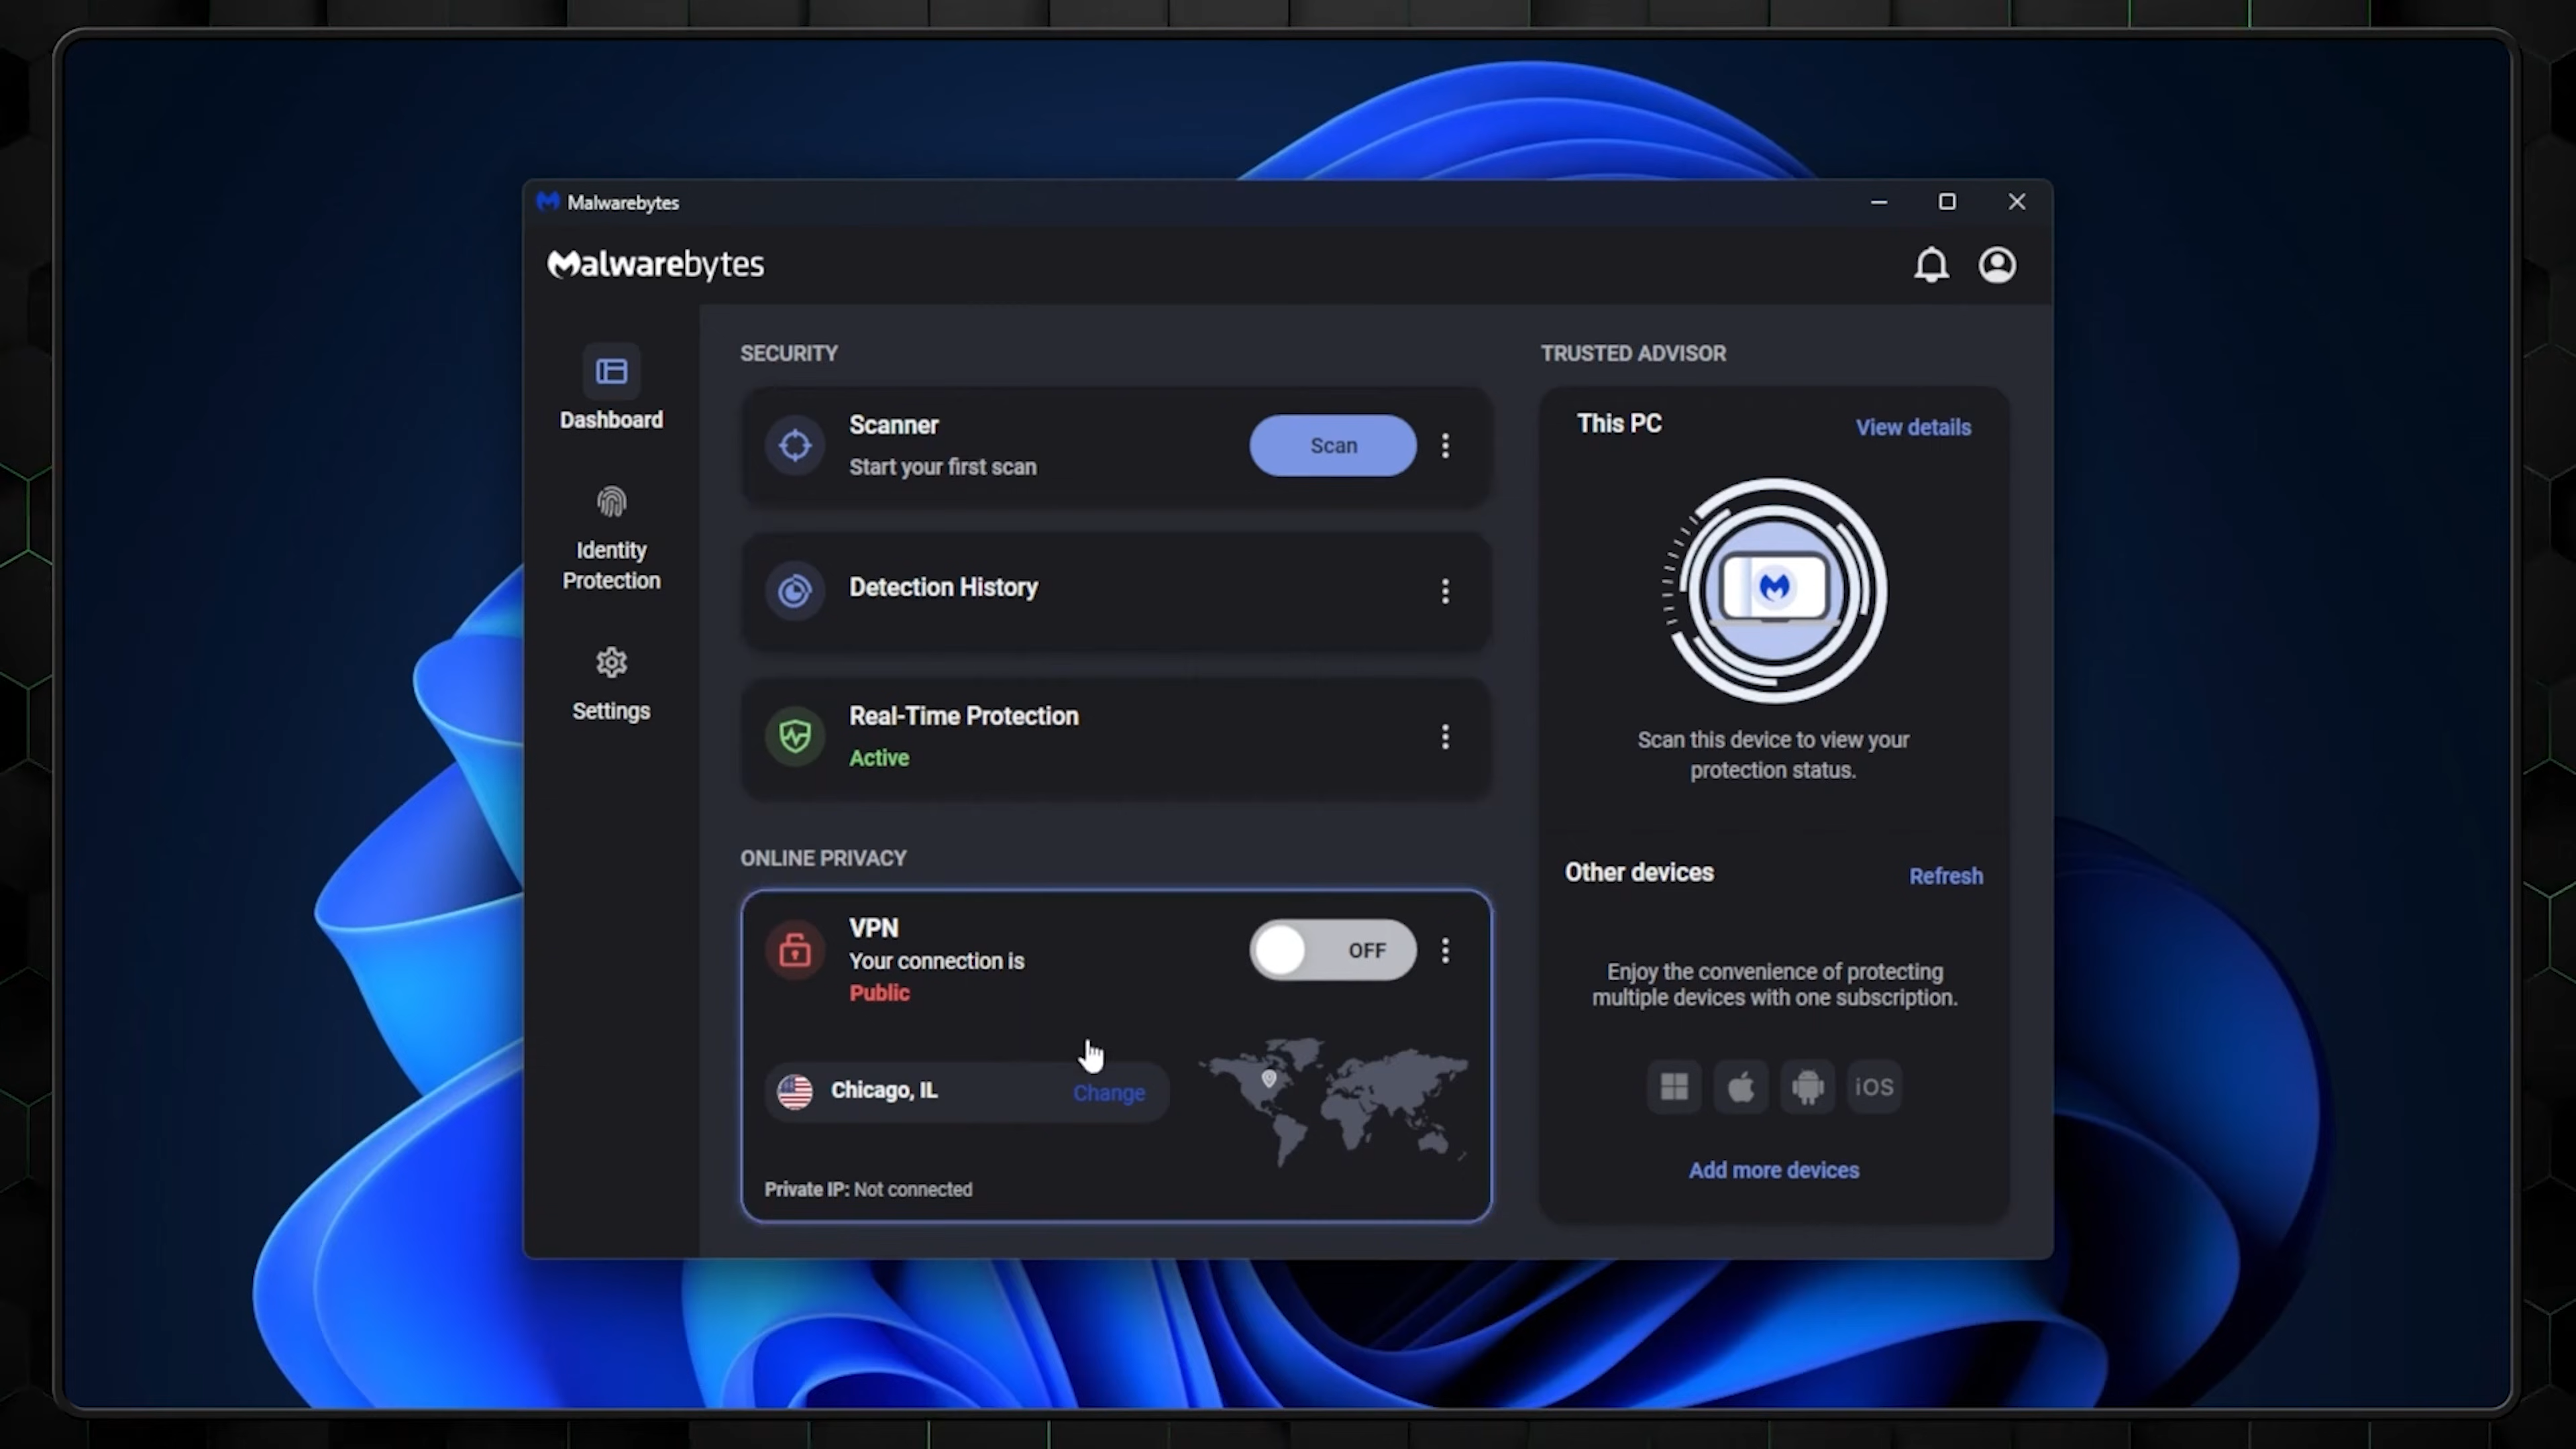 Malwarebytes
Malwarebytes
Dashboard
Identity
Protection
Settings
SECURITY
Scanner
Start your first scan
Scan
Detection History
Real-Time Protection
Active
ONLINE PRIVACY
VPN
Your connection is
Public
OFF
Chicago, IL
Change
Private IP: Not connected
TRUSTED ADVISOR
This PC
View details
Scan this device to view your
protection status.
Other devices
Refresh
Enjoy the convenience of protecting
multiple devices with one subscription.
iOS
Add more devices